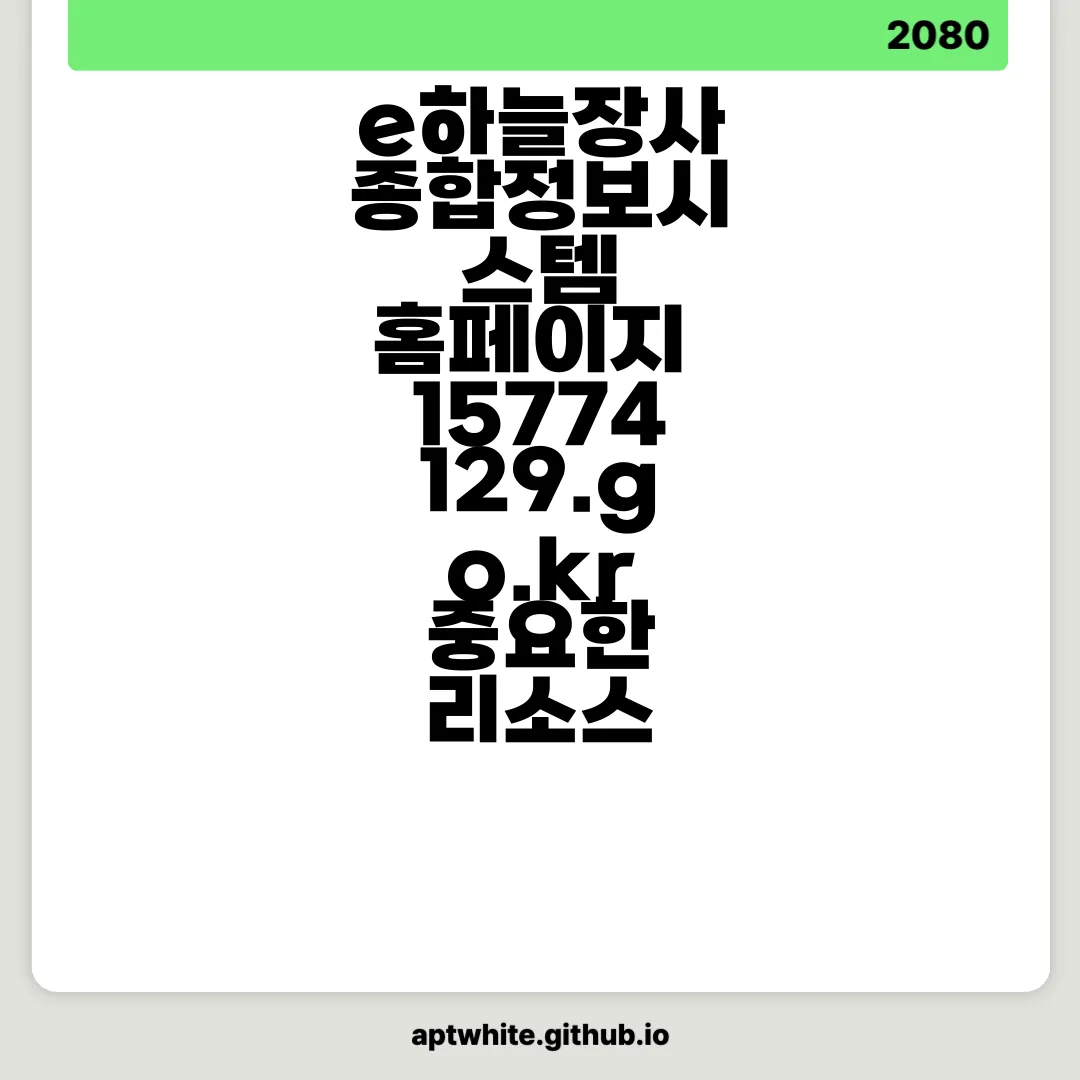 2080
e하늘장사
종합정보시
스템
홈페이지
15774
129.g
o.kr
중요한
리소스
aptwhite.github.io